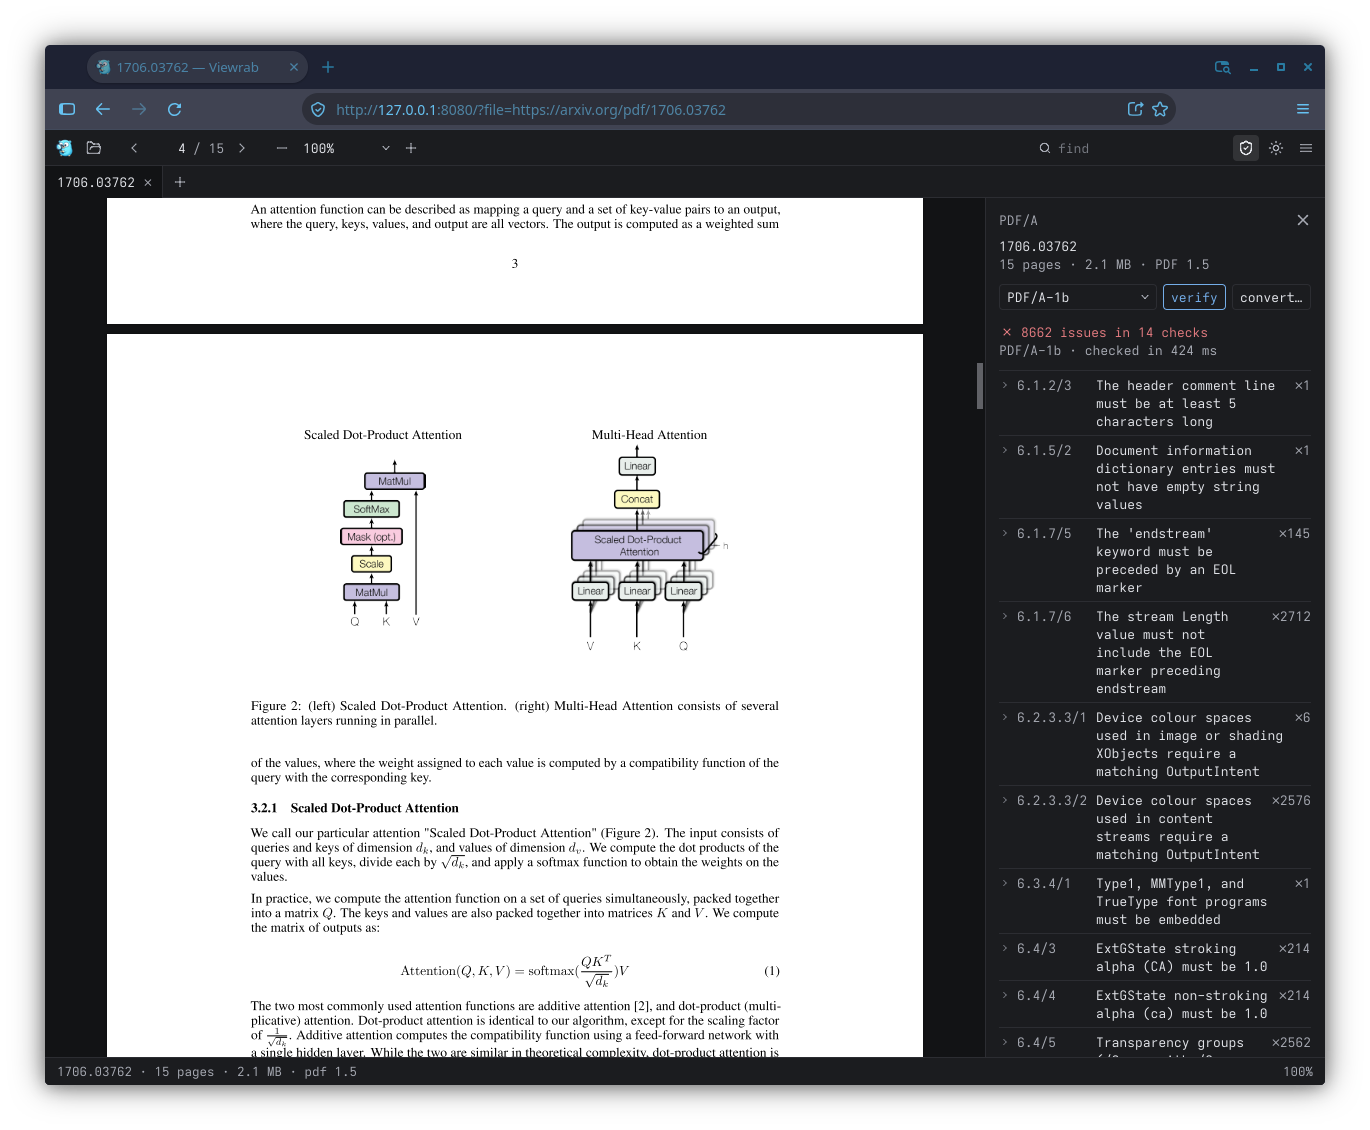 1706.03762 — Viewrab
http://127.0.0.1:8080/?file=https://arxiv.org/pdf/1706.03762
4 / 15
100%
find
1706.03762
An attention function can be described as mapping a query and a set of key-value pairs to an output,
where the query, keys, values, and output are all vectors. The output is computed as a weighted sum
3
Scaled Dot-Product Attention
MatMul
SoftMax
Mask (opt.)
Scale
MatMul
Q K V
Multi-Head Attention
Linear
Concat
Scaled Dot-Product
Attention
h
Linear Linear Linear
V K Q
Figure 2: (left) Scaled Dot-Product Attention. (right) Multi-Head Attention consists of several
attention layers running in parallel.
of the values, where the weight assigned to each value is computed by a compatibility function of the
query with the corresponding key.
3.2.1 Scaled Dot-Product Attention
We call our particular attention "Scaled Dot-Product Attention" (Figure 2). The input consists of
queries and keys of dimension d_k, and values of dimension d_v. We compute the dot products of the
query with all keys, divide each by √d_k, and apply a softmax function to obtain the weights on the
values.
In practice, we compute the attention function on a set of queries simultaneously, packed together
into a matrix Q. The keys and values are also packed together into matrices K and V. We compute
the matrix of outputs as:
Attention(Q, K, V) = softmax(QK^T/√d_k)V (1)
The two most commonly used attention functions are additive attention [2], and dot-product (multi-
plicative) attention. Dot-product attention is identical to our algorithm, except for the scaling factor
of 1/√d_k. Additive attention computes the compatibility function using a feed-forward network with
a single hidden layer. While the two are similar in theoretical complexity, dot-product attention is
PDF/A
1706.03762
15 pages · 2.1 MB · PDF 1.5
PDF/A-1b verify convert…
× 8662 issues in 14 checks
PDF/A-1b · checked in 424 ms
6.1.2/3 The header comment line ×1
must be at least 5
characters long
6.1.5/2 Document information ×1
dictionary entries must
not have empty string
values
6.1.7/5 The 'endstream' ×145
keyword must be
preceded by an EOL
marker
6.1.7/6 The stream Length ×2712
value must not
include the EOL
marker preceding
endstream
6.2.3.3/1 Device colour spaces ×6
used in image or shading
XObjects require a
matching OutputIntent
6.2.3.3/2 Device colour spaces ×2576
used in content
streams require a
matching OutputIntent
6.3.4/1 Type1, MMType1, and ×1
TrueType font programs
must be embedded
6.4/3 ExtGState stroking ×214
alpha (CA) must be 1.0
6.4/4 ExtGState non-stroking ×214
alpha (ca) must be 1.0
6.4/5 Transparency groups ×2562
1706.03762 · 15 pages · 2.1 MB · pdf 1.5
100%